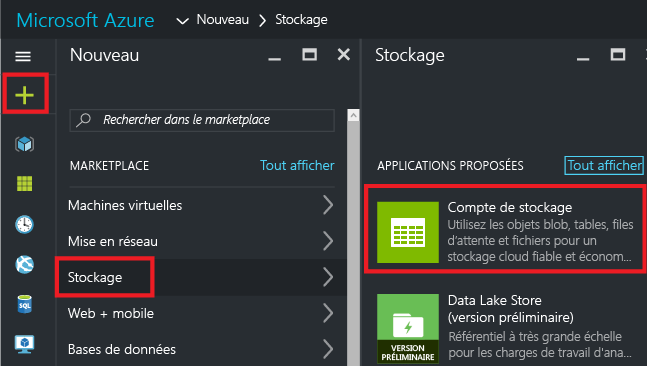 Microsoft Azure Nouveau Stockage
Nouveau
Rechercher dans le marketplace
MARKETPLACE Tout afficher
Machines virtuelles
Mise en réseau
Stockage
Web + mobile
Bases de données
Stockage
APPLICATIONS PROPOSÉES Tout afficher
Compte de stockage
Utilisez les objets blob, tables, files
d'attente et fichiers pour un
stockage cloud fiable et économ...
Data Lake Store
(version préliminaire)
Référentiel à très grande échelle
pour les charges de travail d'ana...
VERSION
PRÉLIMINAIRE
SQL